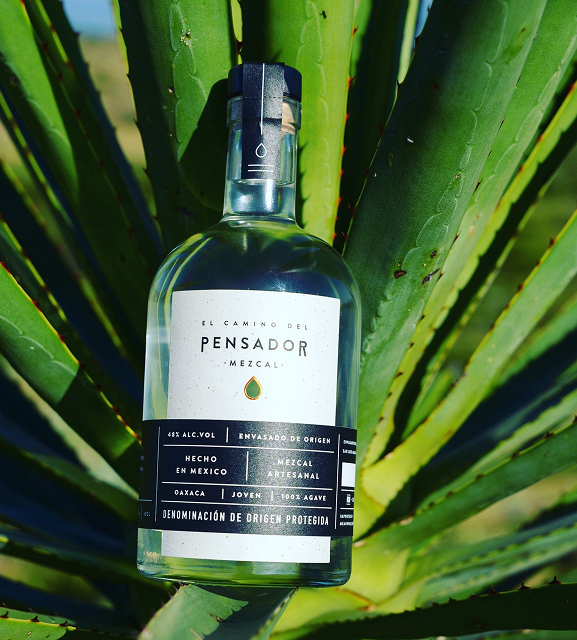 EL CAMINO DEL
PENSADOR
·MEZCAL·
48% ALC.VOL
ENVASADO DE ORIGEN
HECHO
EN MEXICO
MEZCAL
ARTESANAL
OAXACA
JOVEN
100% AGAVE
DENOMINACIÓN DE ORIGEN PROTEGIDA